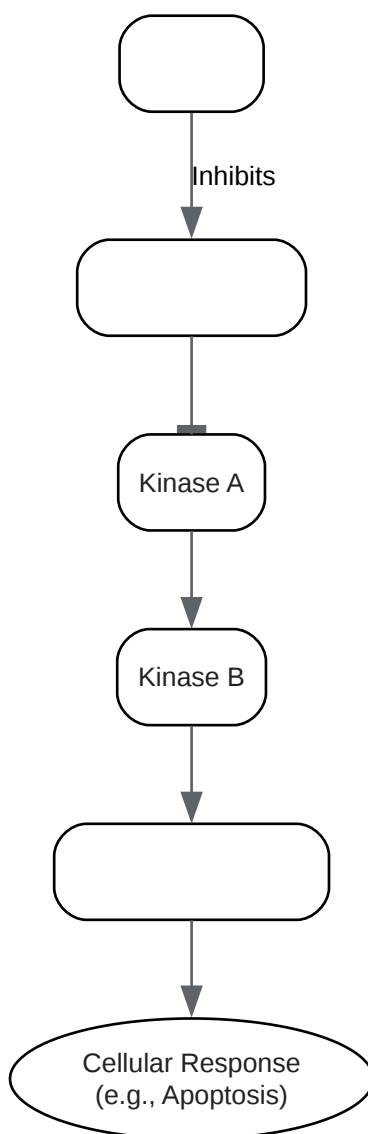 Inhibits
Kinase A
Kinase B
Cellular Response
(e.g., Apoptosis)